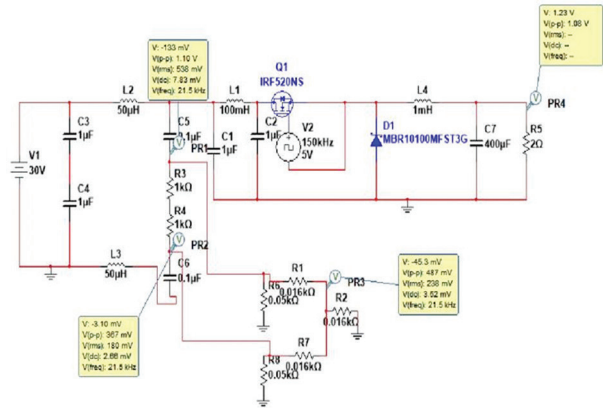 V: -133 mV
V(p-p): 1.10 V
V(rms): 538 mV
V(dc): 7.83 mV
V(freq): 21.5 kHz
V: 1.23 V
V(p-p): 1.08 V
V(rms): --
V(dc): --
V(freq): --
Q1
IRF520NS
L2
50μH
L1
100mH
L4
1mH
PR4
C3
1μF
C5
0.1μF
PR1
C1
1μF
C2
1μF
V2
150kHz
5V
D1
MBR10100MFST3G
C7
400μF
R5
2Ω
V1
30V
R3
1kΩ
C4
1μF
R4
1kΩ
PR2
L3
50μH
C6
0.1μF
V: -45.3 mV
V(p-p): 487 mV
V(rms): 238 mV
V(dc): 3.52 mV
V(freq): 21.5 kHz
R1
0.016kΩ
PR3
R6
0.05kΩ
R2
0.016kΩ
V: -3.10 mV
V(p-p): 367 mV
V(rms): 180 mV
V(dc): 2.66 mV
V(freq): 21.5 kHz
R7
0.016kΩ
R8
0.05kΩ